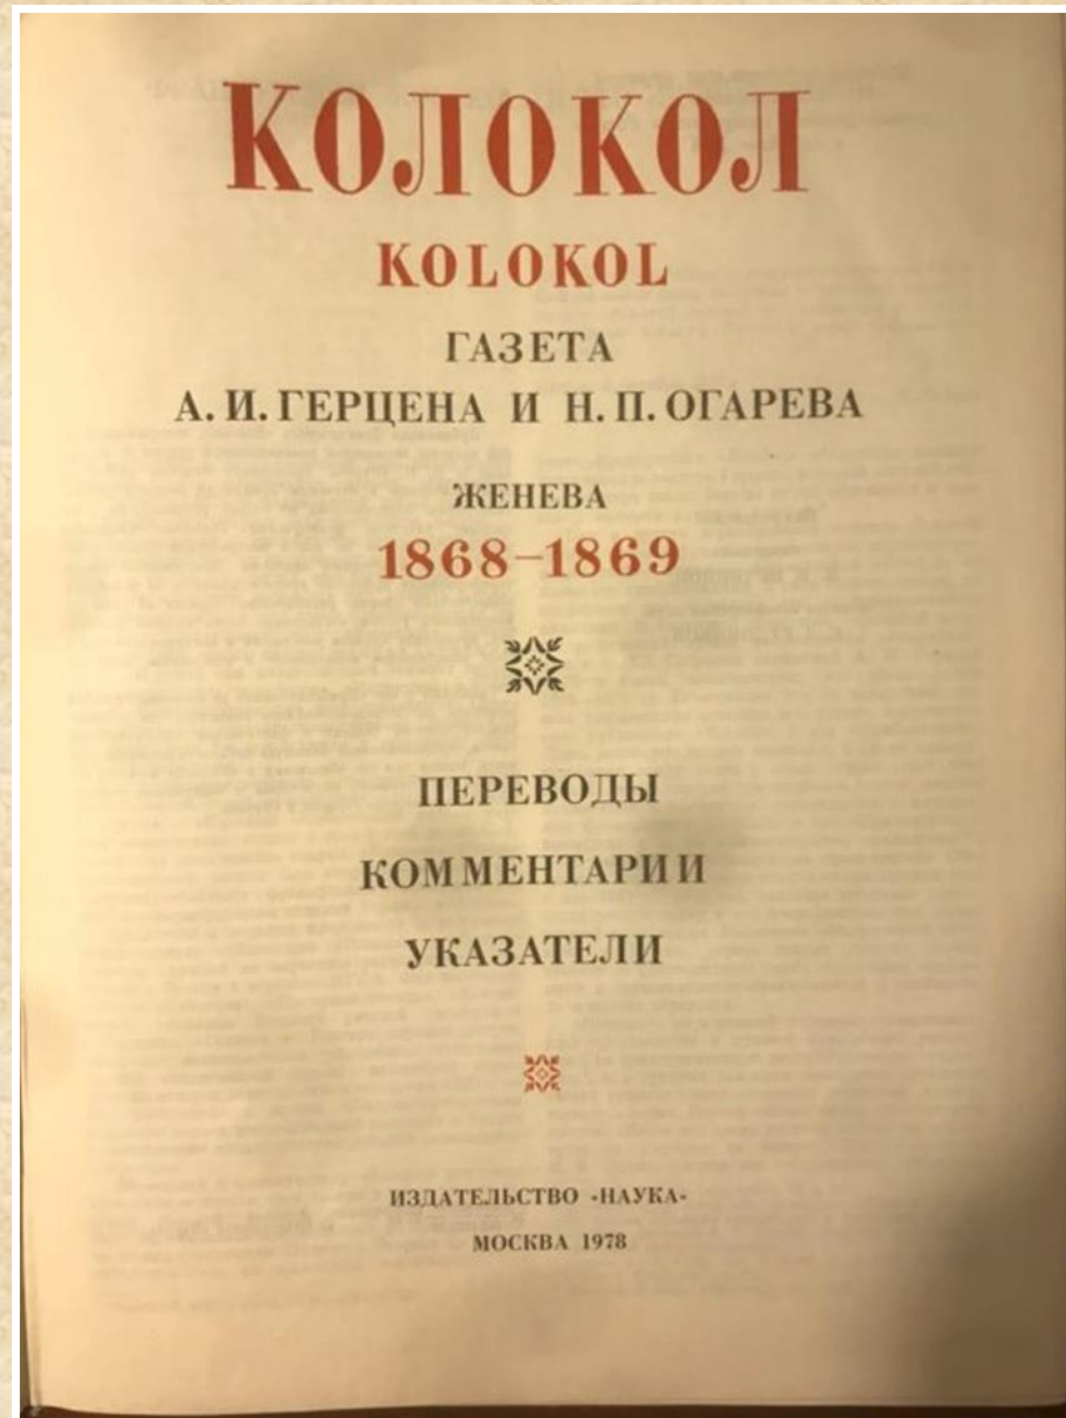 КОЛОКОЛ
KOLOKOL
ГАЗЕТА
А. И. ГЕРЦЕНА И Н. П. ОГАРЕВА
ЖЕНЕВА
1868–1869
ПЕРЕВОДЫ
КОММЕНТАРИИ
УКАЗАТЕЛИ
ИЗДАТЕЛЬСТВО «НАУКА»
МОСКВА 1978